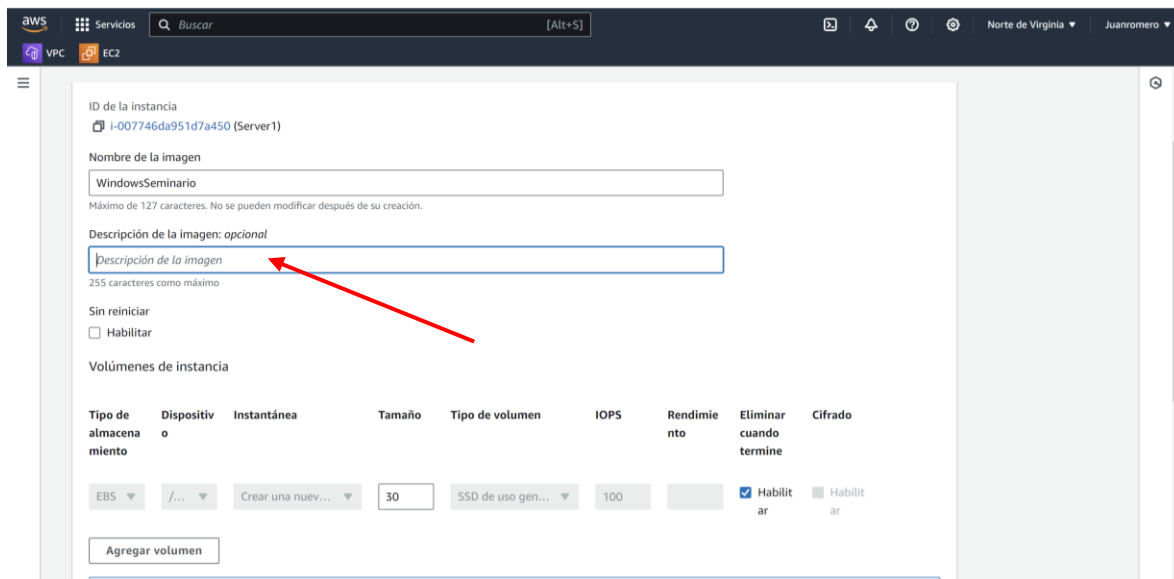 aws Servicios Buscar [Alt+S] Norte de Virginia Juanromero
VPC EC2
ID de la instancia
i-007746da951d7a450 (Server1)
Nombre de la imagen
WindowsSeminario
Máximo de 127 caracteres. No se pueden modificar después de su creación.
Descripción de la imagen: opcional
Descripción de la imagen
255 caracteres como máximo
Sin reiniciar
Habilitar
Volúmenes de instancia
Tipo de Dispositiv Instantánea Tamaño Tipo de volumen IOPS Rendimie Eliminar Cifrado
almacena o nto cuando
miento termine
EBS /... Crear una nuev... 30 SSD de uso gen... 100 Habilit Habilit
ar ar
Agregar volumen